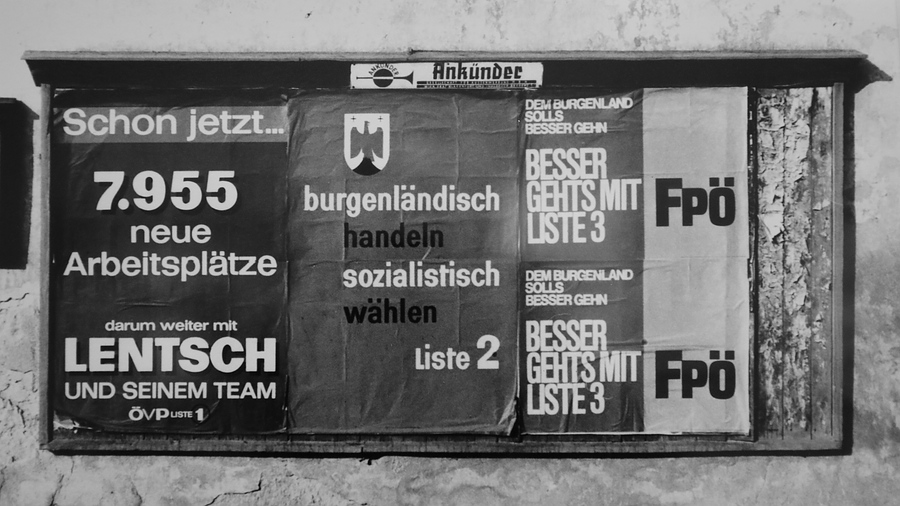 Ankünder
Schon jetzt...
7.955
neue
Arbeitsplätze
darum weiter mit
LENTSCH
UND SEINEM TEAM
ÖVP LISTE 1
burgenländisch
handeln
sozialistisch
wählen
Liste 2
DEM BURGENLAND
SOLLS
BESSER GEHN
BESSER
GEHTS MIT
LISTE 3
FPÖ
DEM BURGENLAND
SOLLS
BESSER GEHN
BESSER
GEHTS MIT
LISTE 3
FPÖ